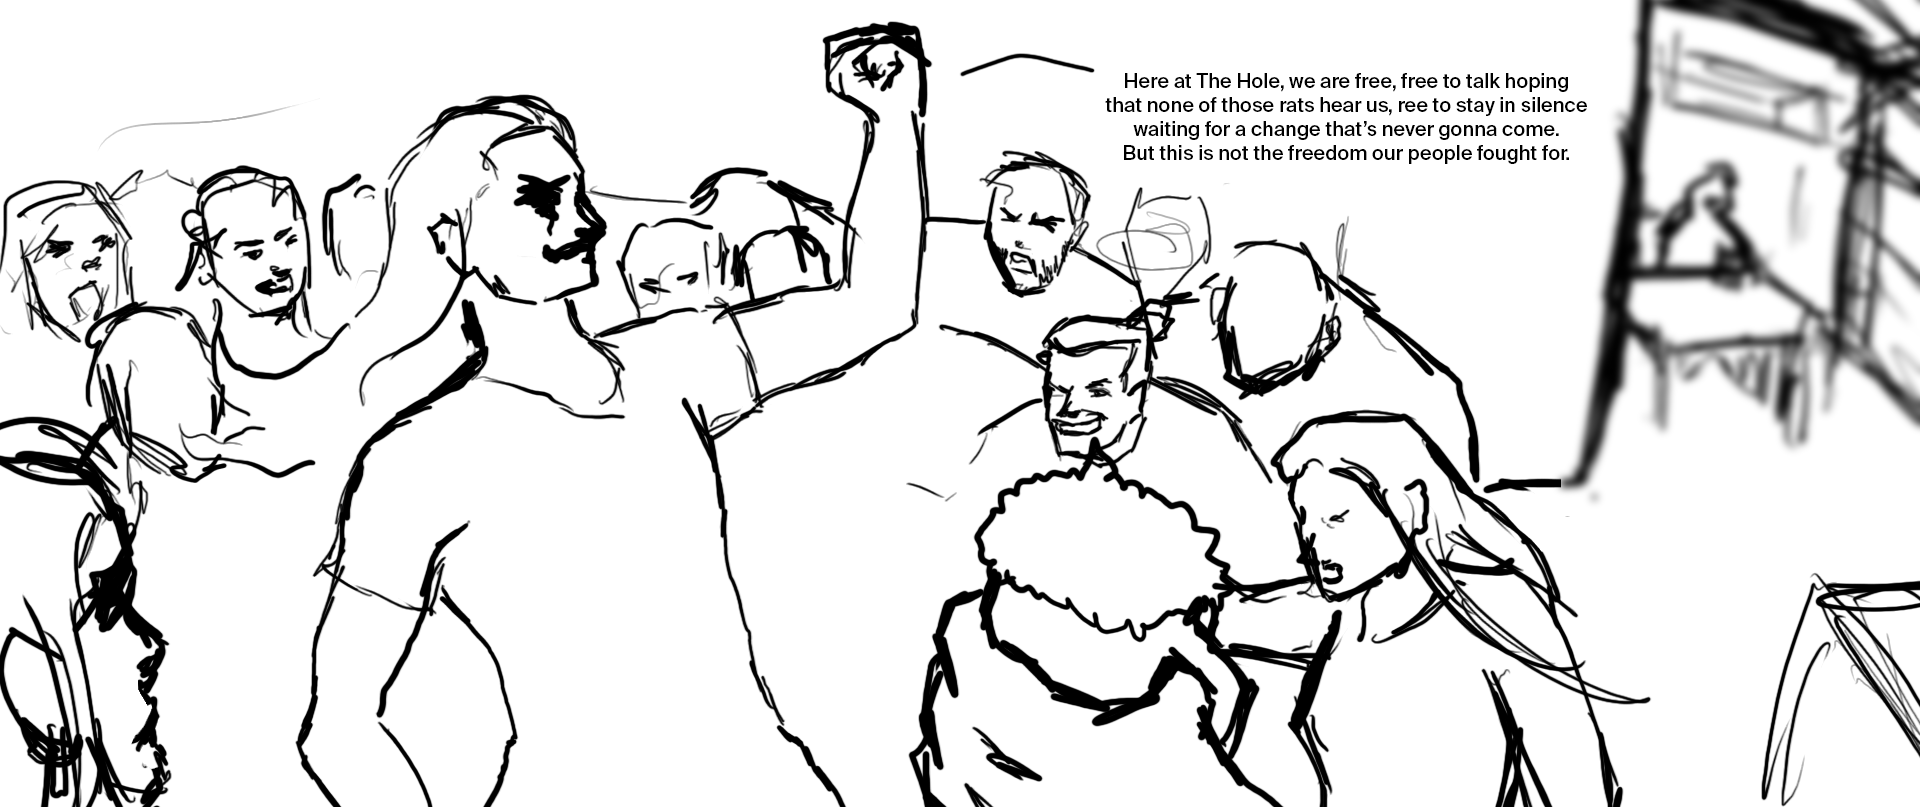 Here at The Hole, we are free, free to talk hoping
that none of those rats hear us, ree to stay in silence
waiting for a change that’s never gonna come.
But this is not the freedom our people fought for.